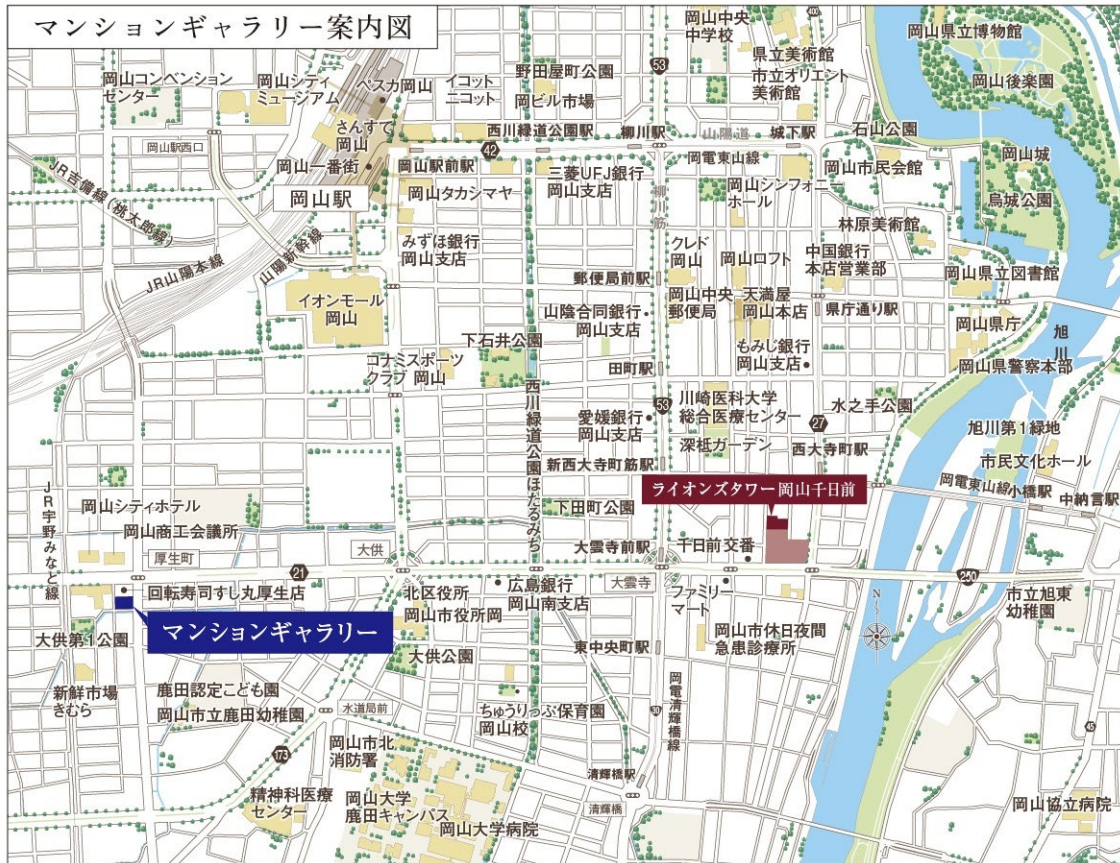 マンションギャラリー案内図
岡山中央
中学校
400
岡山県立博物館
県立美術館
市立オリエント
美術館
岡山後楽園
53
岡山コンベンション
センター
岡山シティ
ミュージアム
ペスカ岡山
イコット
ニコット
野田屋町公園
岡ビル市場
さんすて
岡山
岡山駅西口
西川緑道公園駅
柳川駅
山陽道
城下駅
石山公園
岡山一番街
岡山駅前駅
42
岡電東山線
岡山市民会館
岡山城
JR吉備線(桃太郎線)
岡山駅
岡山タカシマヤ
三菱UFJ銀行
岡山支店
柳川筋
岡山シンフォニー
ホール
烏城公園
林原美術館
JR山陽本線
山陽新幹線
みずほ銀行
岡山支店
クレド
岡山
岡山ロフト
中国銀行
本店営業部
岡山県立図書館
郵便局前駅
イオンモール
岡山
山陰合同銀行
岡山支店
岡山中央
郵便局
天満屋
岡山本店
県庁通り駅
岡山県庁
旭川
下石井公園
もみじ銀行
岡山支店
コナミスポーツ
クラブ 岡山
田町駅
岡山県警察本部
西川緑道公園ほたるみち
53
川崎医科大学
総合医療センター
水之手公園
愛媛銀行
岡山支店
27
旭川第1緑地
深柢ガーデン
西大寺町駅
市民文化ホール
新西大寺町筋駅
岡電東山線
小橋駅
中納言駅
JR宇野みなと線
岡山シティホテル
ライオンズタワー岡山千日前
下田町公園
岡山商工会議所
厚生町
大供
大雲寺前駅
千日前交番
21
250
回転寿司すし丸厚生店
北区役所
広島銀行
岡山南支店
大雲寺
ファミリー
マート
市立旭東
幼稚園
マンションギャラリー
岡山市役所岡
N
大供第1公園
大供公園
東中央町駅
岡山市休日夜間
急患診療所
新鮮市場
きむら
鹿田認定こども園
岡山市立鹿田幼稚園
水道局前
ちゅうりっぷ保育園
岡山校
30
岡電清輝橋線
45
173
岡山市北
消防署
清輝橋駅
精神科医療
センター
岡山大学
鹿田キャンパス
岡山大学病院
清輝橋
岡山協立病院